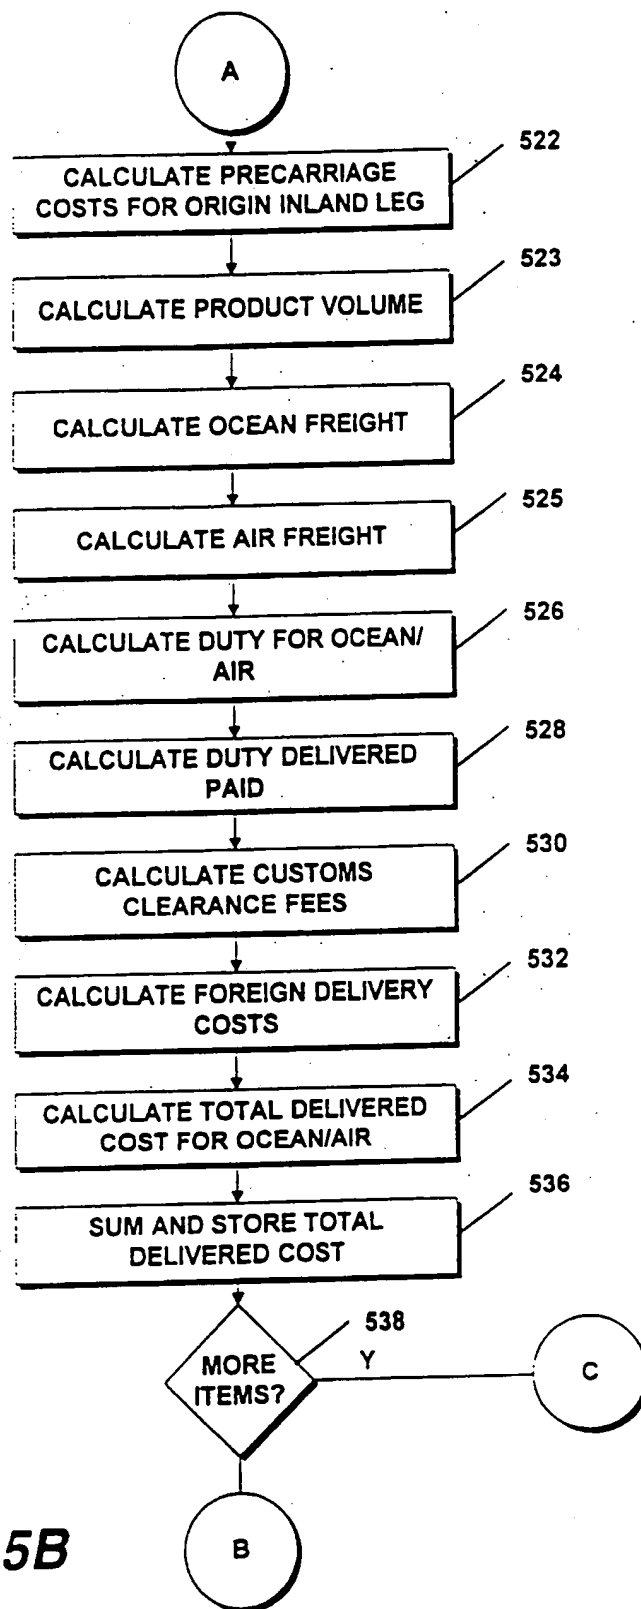 A
522
CALCULATE PRECARRIAGE
COSTS FOR ORIGIN INLAND LEG
523
CALCULATE PRODUCT VOLUME
524
CALCULATE OCEAN FREIGHT
525
CALCULATE AIR FREIGHT
526
CALCULATE DUTY FOR OCEAN/
AIR
528
CALCULATE DUTY DELIVERED
PAID
530
CALCULATE CUSTOMS
CLEARANCE FEES
532
CALCULATE FOREIGN DELIVERY
COSTS
534
CALCULATE TOTAL DELIVERED
COST FOR OCEAN/AIR
536
SUM AND STORE TOTAL
DELIVERED COST
538
MORE
ITEMS?
Y
C
B
5B